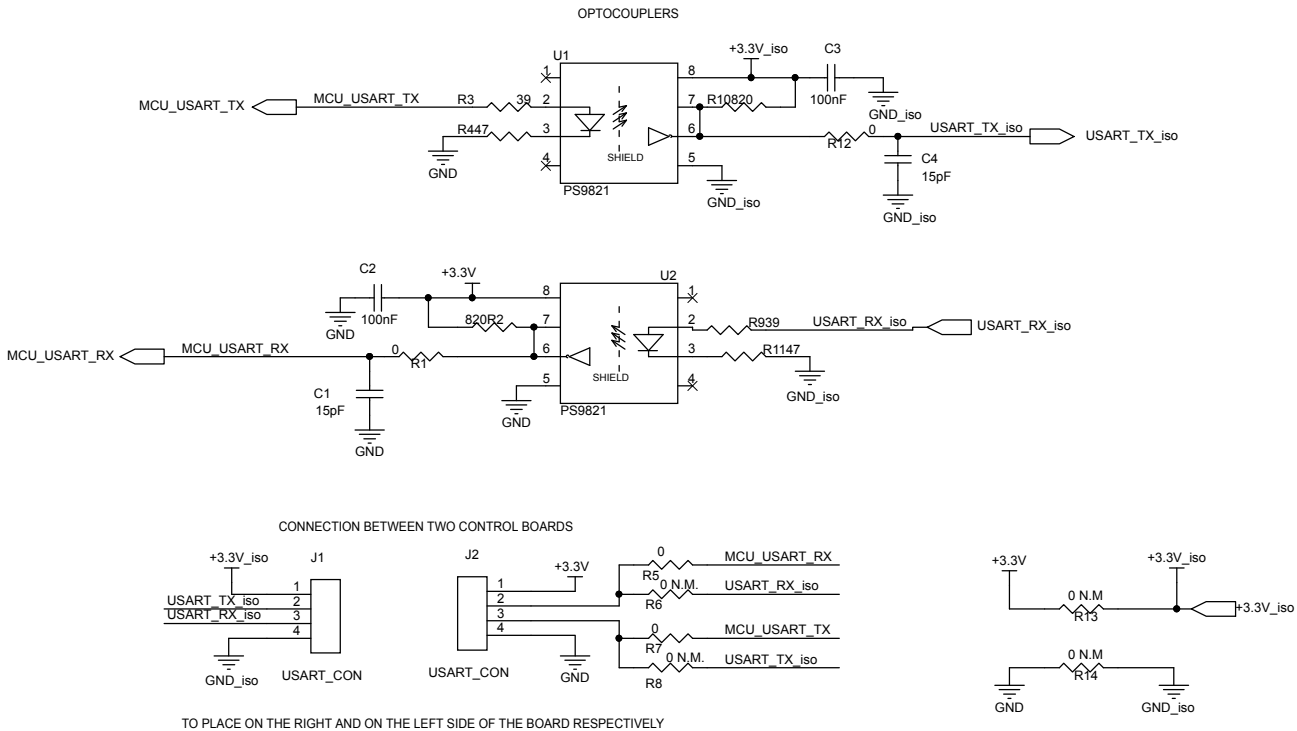 OPTOCOUPLERS
U1
+3.3V_iso
C3
1
8
100nF
GND_iso
MCU_USART_TX
MCU_USART_TX
R3
39
2
7
R10820
R447
3
6
R12
0
USART_TX_iso
USART_TX_iso
GND
4
SHIELD
5
C4
15pF
PS9821
GND_iso
GND_iso
C2
+3.3V
U2
8
1
GND
100nF
820R2
7
2
R939
USART_RX_iso
USART_RX_iso
MCU_USART_RX
MCU_USART_RX
0
R1
6
3
R1147
SHIELD
C1
15pF
5
4
GND_iso
GND
PS9821
GND
CONNECTION BETWEEN TWO CONTROL BOARDS
+3.3V_iso
J1
1
USART_TX_iso
2
USART_RX_iso
3
4
GND_iso
USART_CON
J2
+3.3V
1
2
3
4
USART_CON
GND
0
MCU_USART_RX
R5
0 N.M.
USART_RX_iso
R6
0
MCU_USART_TX
R7
0 N.M.
USART_TX_iso
R8
+3.3V
+3.3V_iso
0 N.M
R13
+3.3V_iso
0 N.M
R14
GND
GND_iso
TO PLACE ON THE RIGHT AND ON THE LEFT SIDE OF THE BOARD RESPECTIVELY